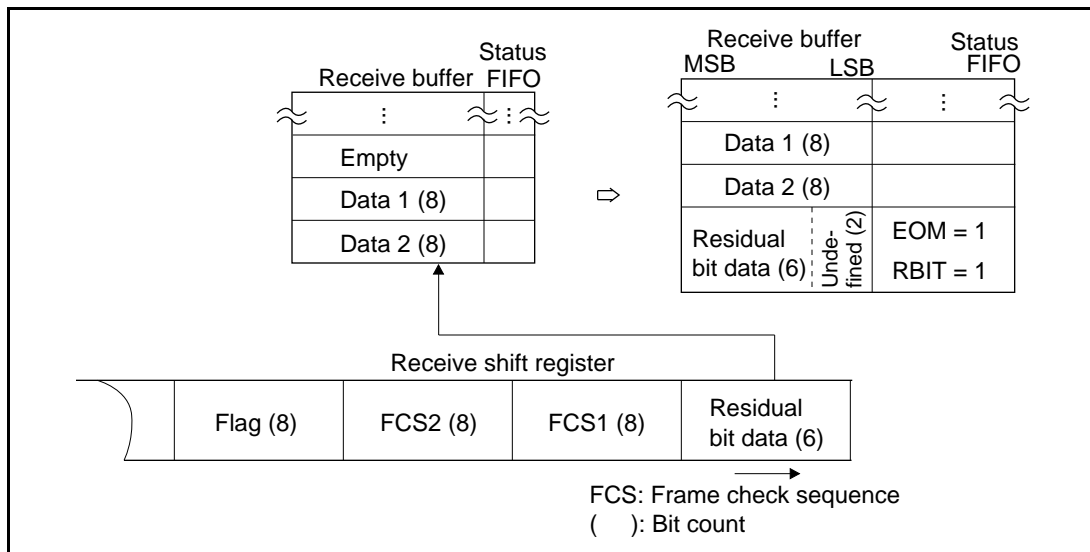 Status
Receive buffer FIFO
⋮ ⋮
Empty
Data 1 (8)
Data 2 (8)
⇨
Receive buffer Status
MSB LSB FIFO
⋮ ⋮
Data 1 (8)
Data 2 (8)
Residual
bit data (6)
Unde-
fined (2)
EOM = 1
RBIT = 1
Receive shift register
Flag (8) FCS2 (8) FCS1 (8)
Residual
bit data (6)
FCS: Frame check sequence
( ): Bit count